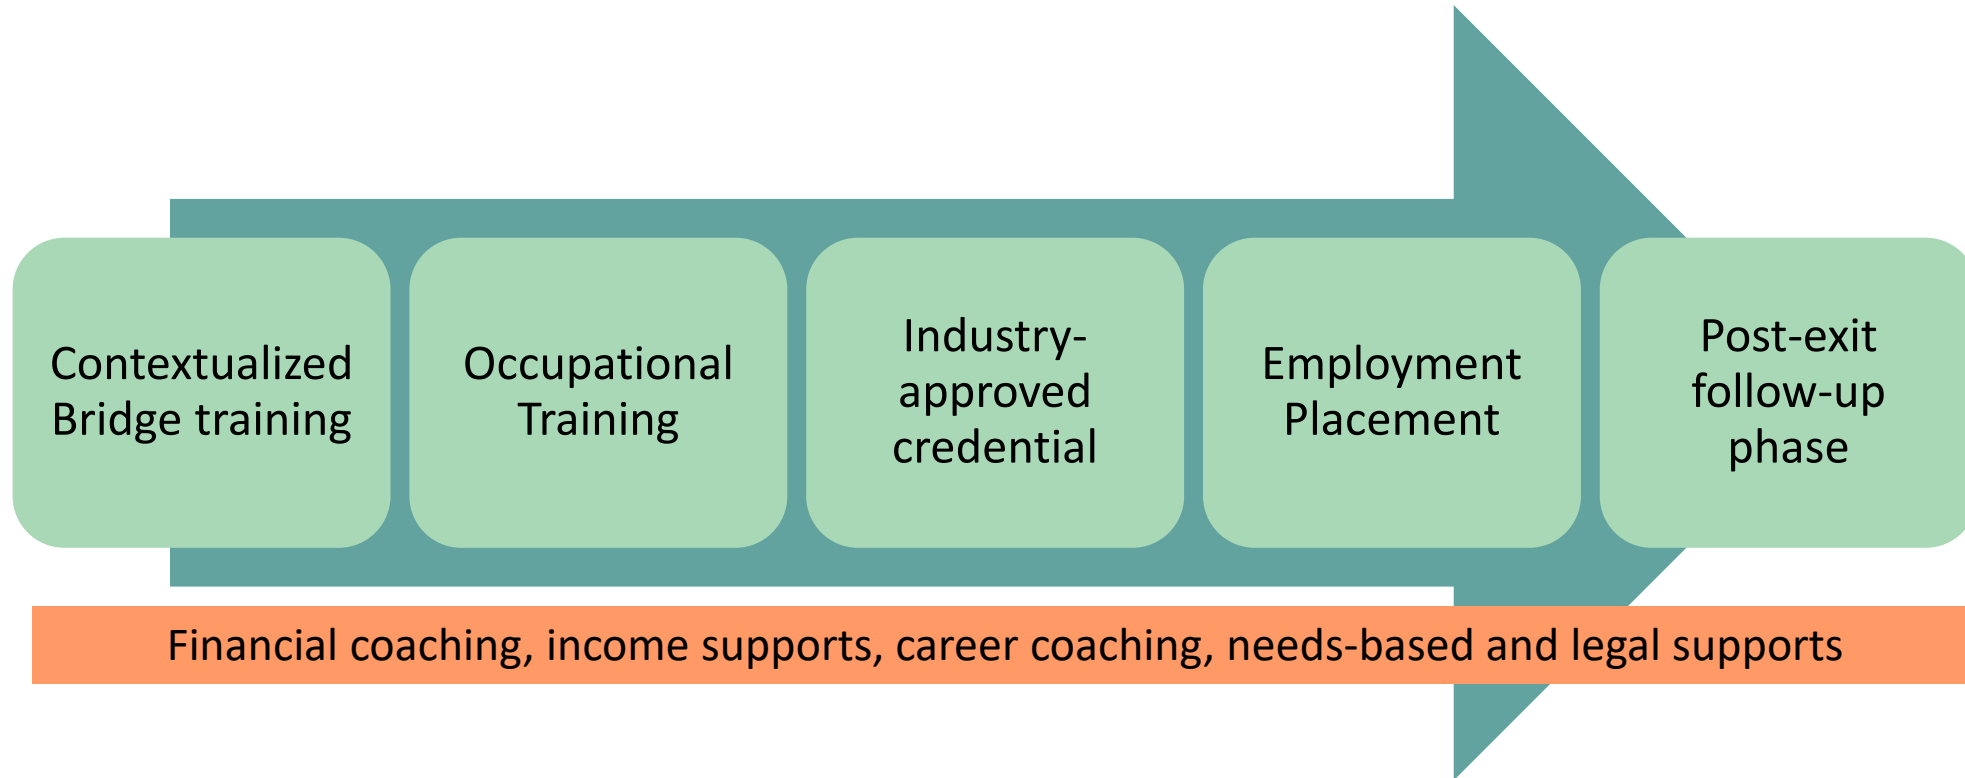 Contextualized
Bridge training
Occupational
Training
Industry-
approved
credential
Employment
Placement
Post-exit
follow-up
phase
Financial coaching, income supports, career coaching, needs-based and legal supports